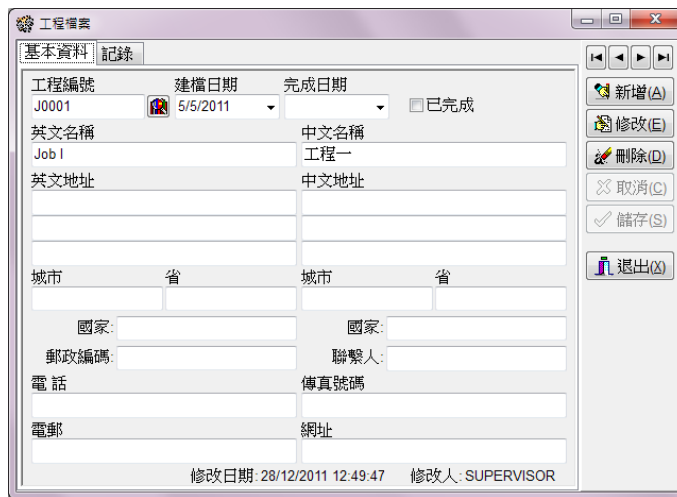 工程檔案
基本資料 記錄
工程編號 建檔日期 完成日期
J0001 5/5/2011 已完成
英文名稱 中文名稱
Job I 工程一
英文地址 中文地址
城市 省 城市 省
國家: 國家:
郵政編碼: 聯繫人:
電 話 傳真號碼
電郵 網址
修改日期: 28/12/2011 12:49:47 修改人: SUPERVISOR
新增(A)
修改(E)
刪除(D)
取消(C)
儲存(S)
退出(X)